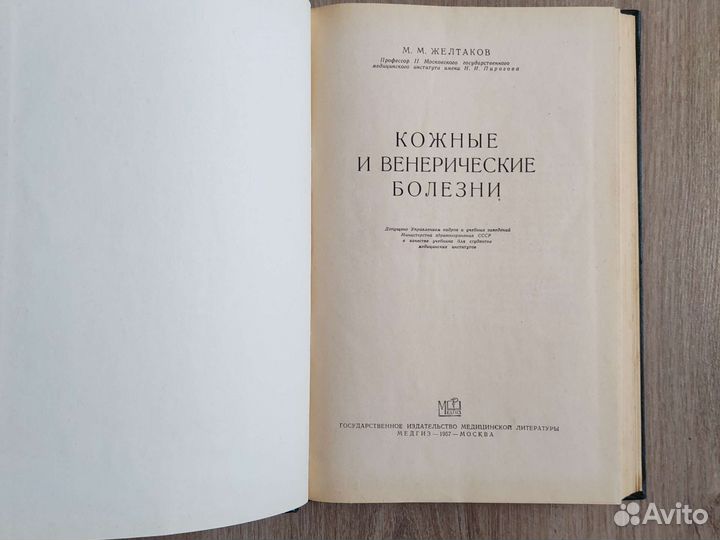 М. М. ЖЕЛТАКОВ
Профессор II Московского государственного
медицинского института имени Н. И. Пирогова
КОЖНЫЕ
И ВЕНЕРИЧЕСКИЕ
БОЛЕЗНИ
Допущено Управлением кадров и учебных заведений
Министерства здравоохранения СССР
в качестве учебника для студентов
медицинских институтов
ГОСУДАРСТВЕННОЕ ИЗДАТЕЛЬСТВО МЕДИЦИНСКОЙ ЛИТЕРАТУРЫ
МЕДГИЗ—1957—МОСКВА
Avito